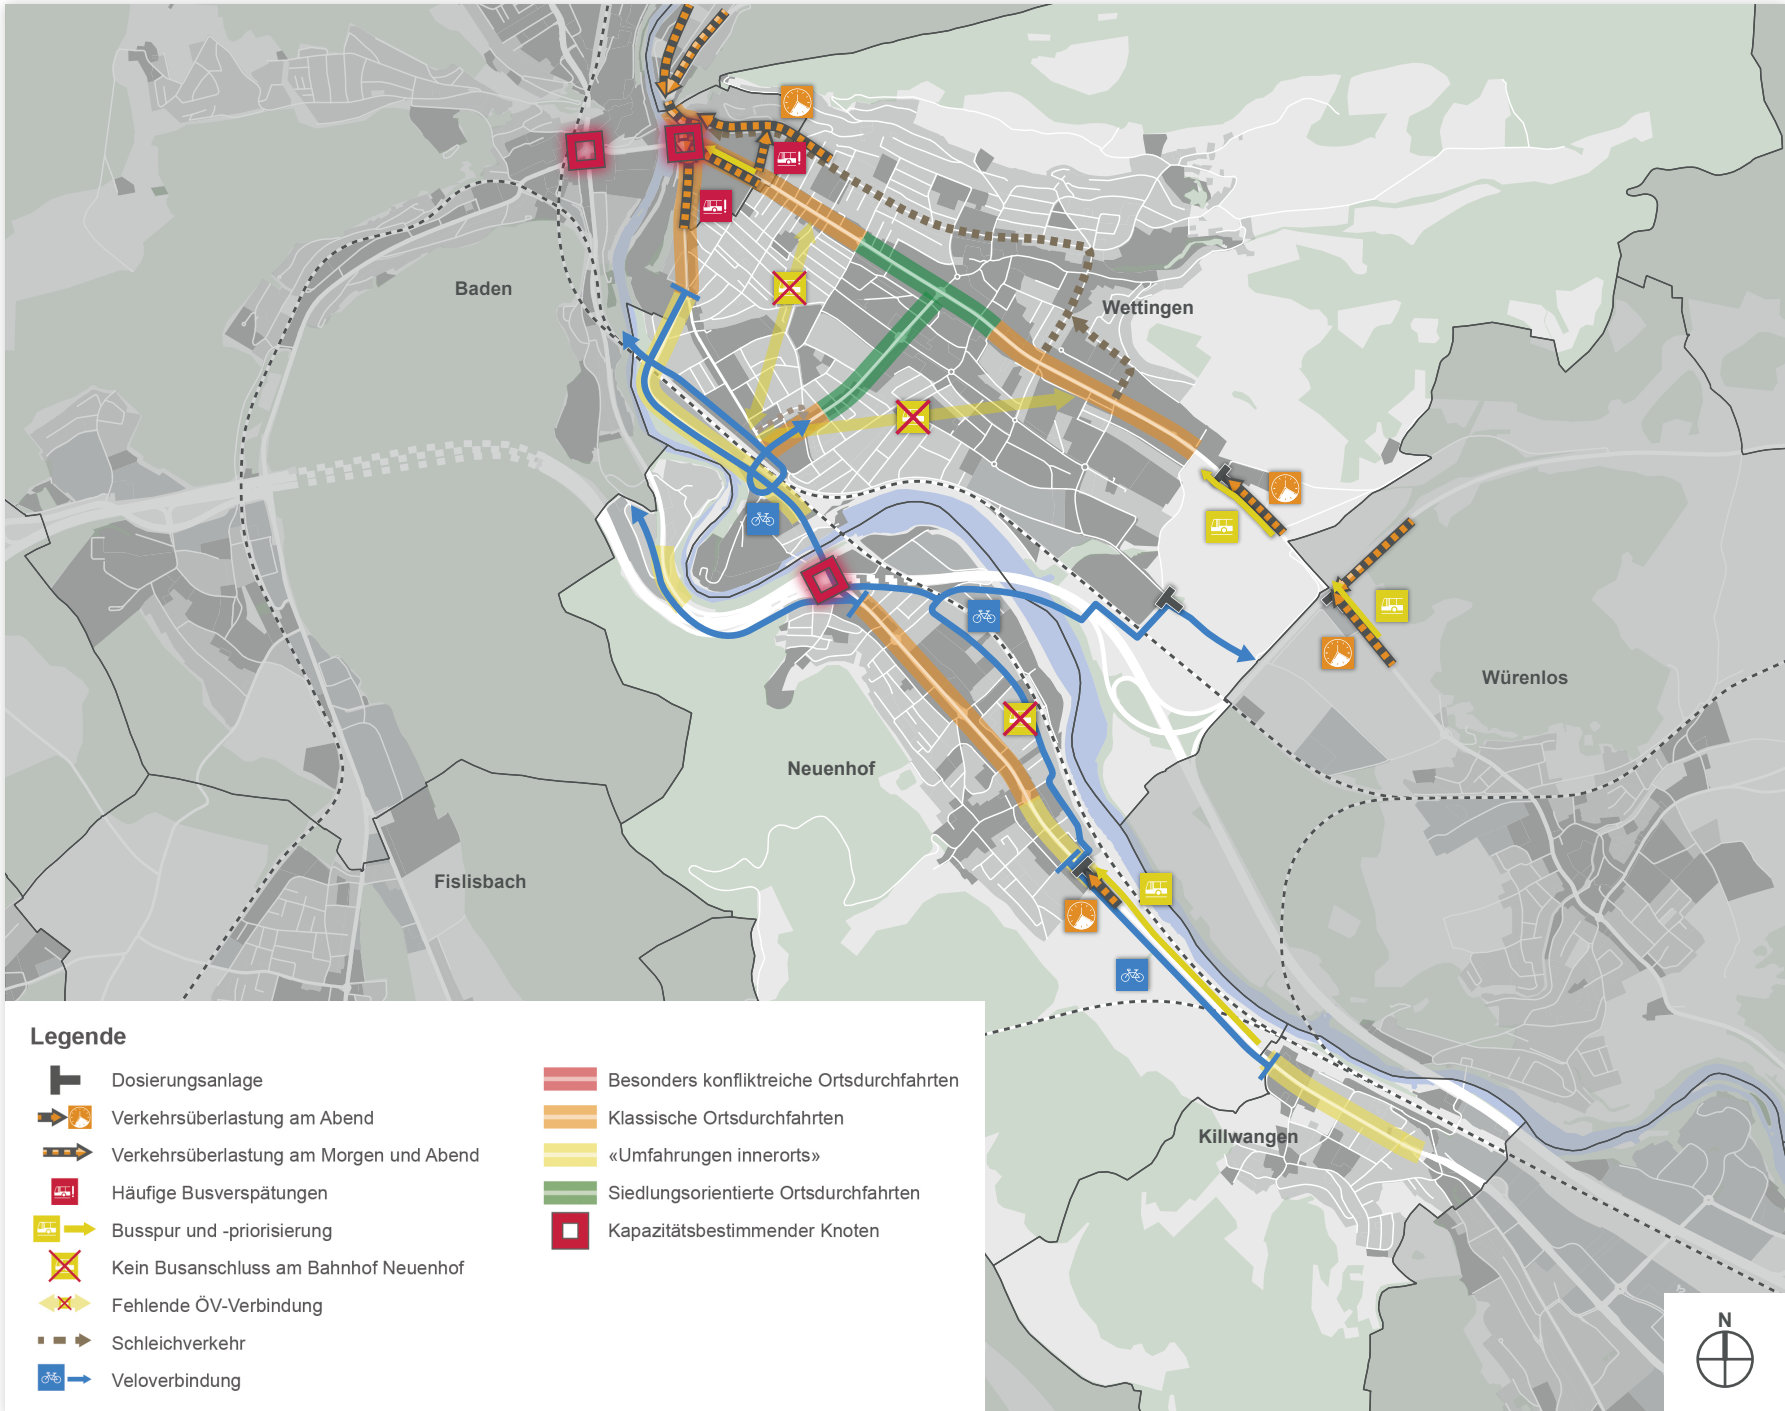 Baden
Wettingen
Würenlos
Neuenhof
Fislisbach
Killwangen
Legende
Dosierungsanlage
Verkehrsüberlastung am Abend
Verkehrsüberlastung am Morgen und Abend
Häufige Busverspätungen
Busspur und -priorisierung
Kein Busanschluss am Bahnhof Neuenhof
Fehlende ÖV-Verbindung
Schleichverkehr
Veloverbindung
Besonders konfliktreiche Ortsdurchfahrten
Klassische Ortsdurchfahrten
«Umfahrungen innerorts»
Siedlungsorientierte Ortsdurchfahrten
Kapazitätsbestimmender Knoten
N